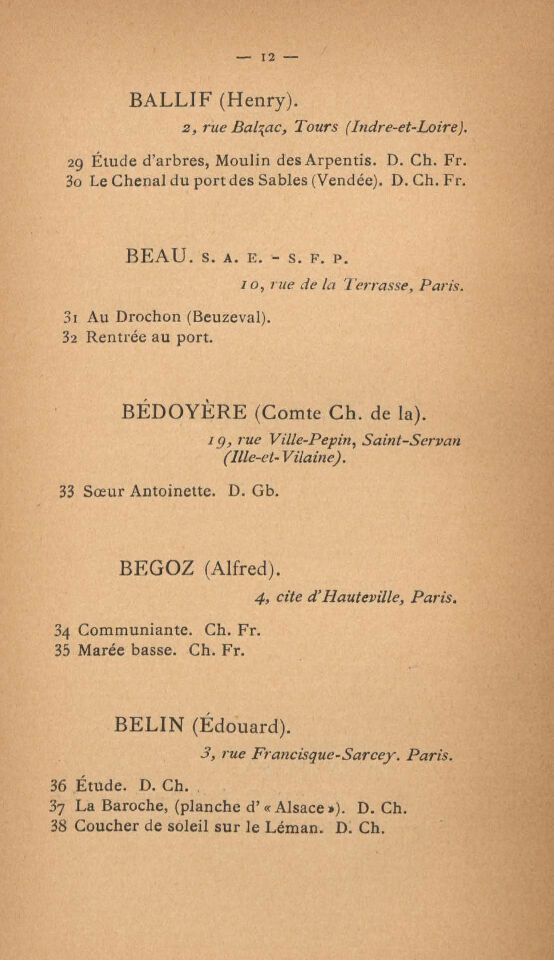 — 12 —
BALLIF (Henry).
2, rue Balzac, Tours (Indre-et-Loire).
29 Étude d'arbres, Moulin des Arpentis. D. Ch. Fr.
30 Le Chenal du port des Sables (Vendée). D. Ch. Fr.
BEAU. S. A. E. - S. F. P.
10, rue de la Terrasse, Paris.
31 Au Drochon (Beuzeval).
32 Rentrée au port.
BÉDOYÈRE (Comte Ch. de la).
19, rue Ville-Pepin, Saint-Servan
(Ille-et-Vilaine).
33 Sœur Antoinette. D. Gb.
BEGOZ (Alfred).
4, cite d'Hauteville, Paris.
34 Communiante. Ch. Fr.
35 Marée basse. Ch. Fr.
BELIN (Édouard).
3, rue Francisque-Sarcey. Paris.
36 Étude. D. Ch.
37 La Baroche, (planche d' « Alsace »). D. Ch.
38 Coucher de soleil sur le Léman. D. Ch.